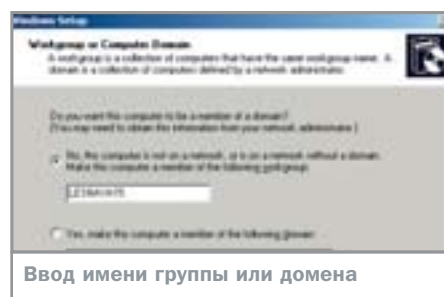 Windows Setup
Workgroup or Computer Domain
A workgroup is a collection of computers that have the same workgroup name. A
domain is a collection of computers defined by a network administrator.
Do you want this computer to be a member of a domain?
(You may need to obtain this information from your network administrator.)
No, this computer is not on a network, or is on a network without a domain.
Make this computer a member of the following workgroup:
Yes, make this computer a member of the following domain:
Ввод имени группы или домена